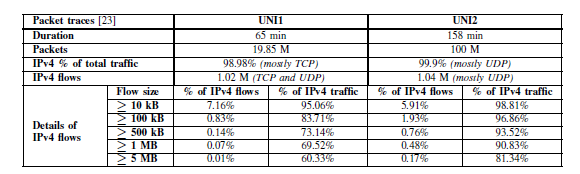 Packet traces [23] UNI1 UNI2
Duration 65 min 158 min
Packets 19.85 M 100 M
IPv4 % of total traffic 98.98% (mostly TCP) 99.9% (mostly UDP)
IPv4 flows 1.02 M (TCP and UDP) 1.04 M (mostly UDP)
Details of IPv4 flows Flow size % of IPv4 flows % of IPv4 traffic % of IPv4 flows % of IPv4 traffic
≥ 10 kB 7.16% 95.06% 5.91% 98.81%
≥ 100 kB 0.83% 83.71% 1.93% 96.86%
≥ 500 kB 0.14% 73.14% 0.76% 93.52%
≥ 1 MB 0.07% 69.52% 0.48% 90.83%
≥ 5 MB 0.01% 60.33% 0.17% 81.34%